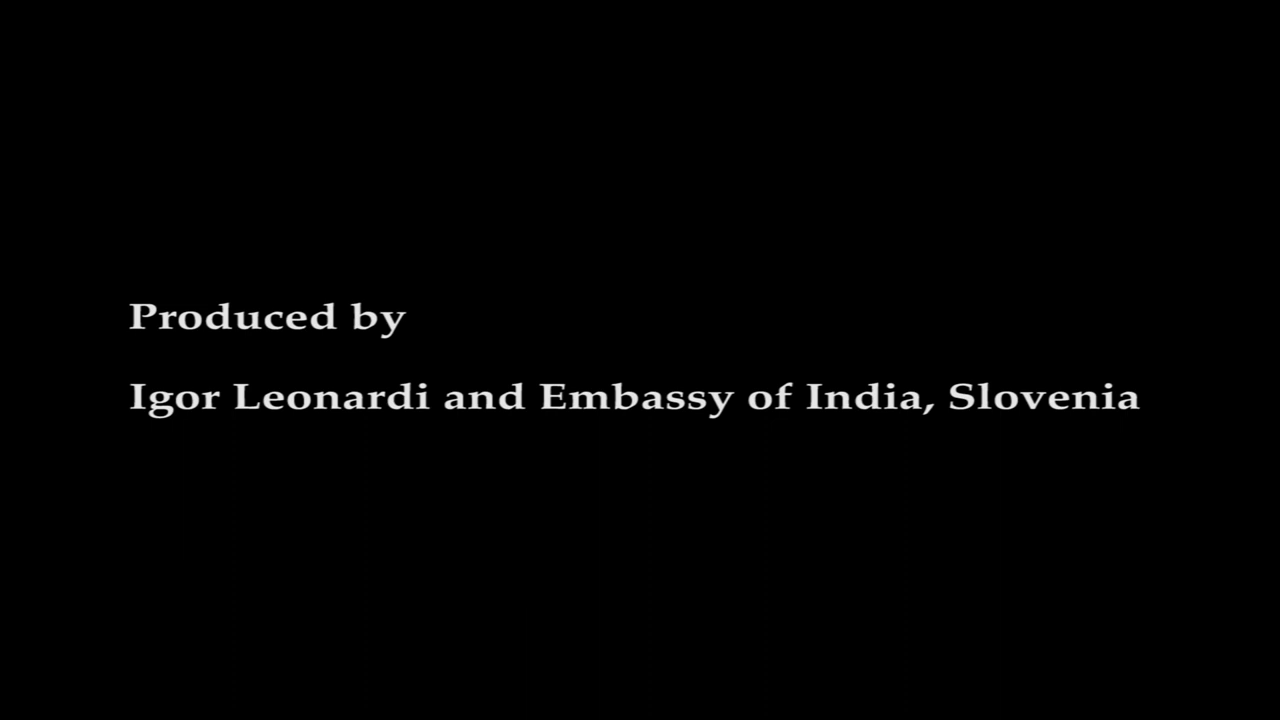 Produced by
Igor Leonardi and Embassy of India, Slovenia